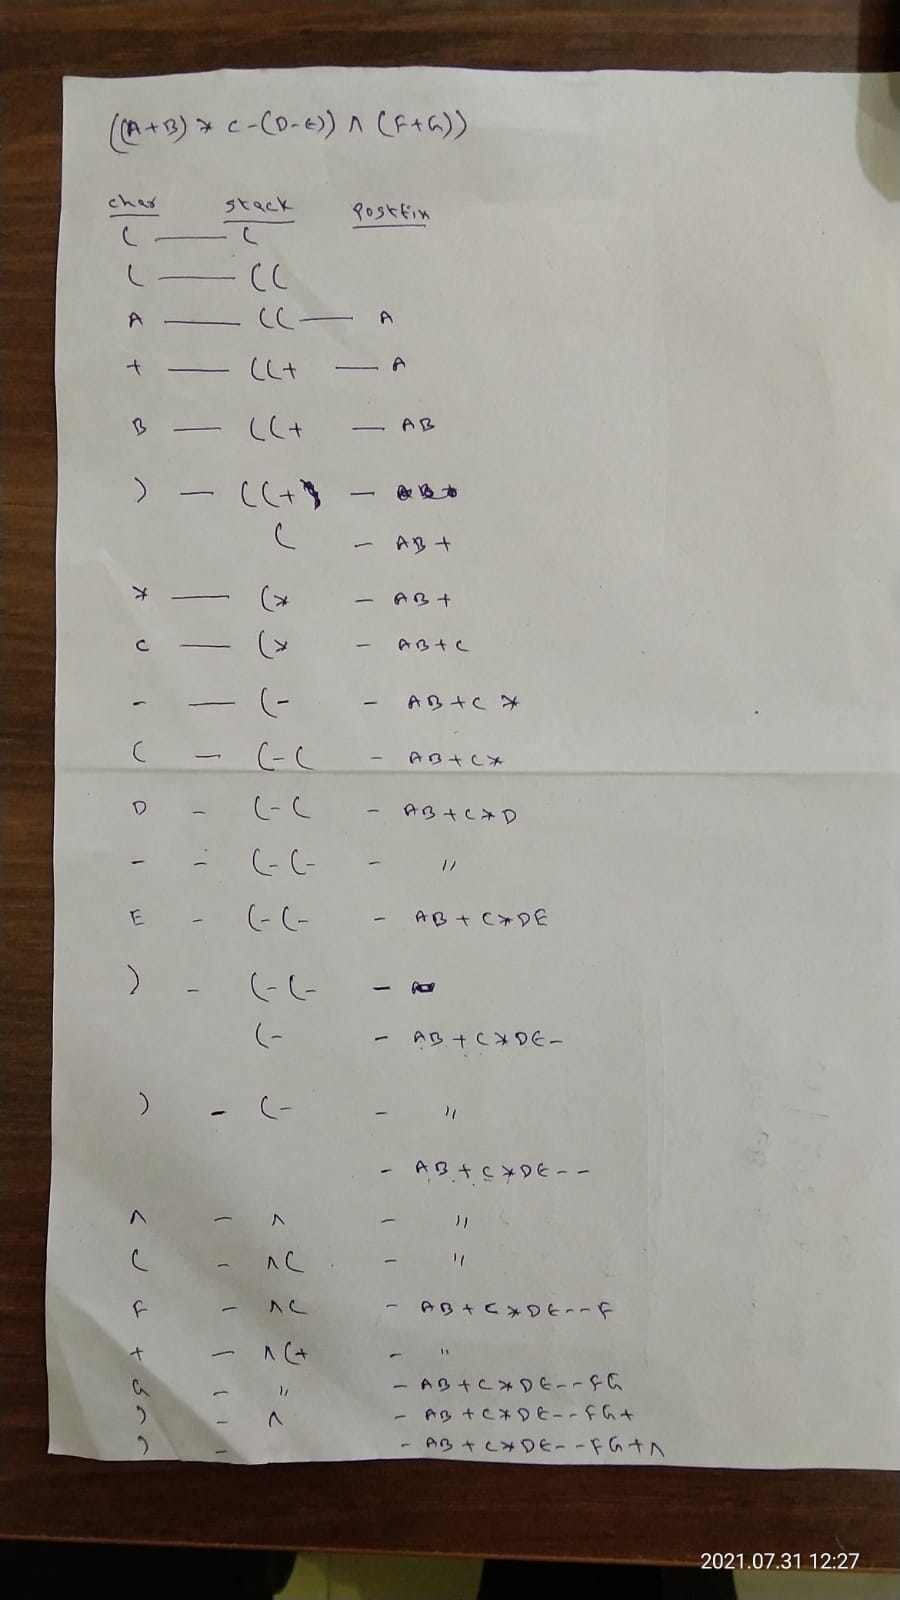 ((A+B) * C-(D-E)) ∧ (F+G))
char stack Postfix
( — (
( — ((
A — (( — A
+ — ((+ — A
B — ((+ — AB
) — ((+ —
( — AB+
* — (* — AB+
C — (* — AB+C
- — (- — AB+C*
( — (-( — AB+C*
D - (-( - AB+C*D
- - (-(- - "
E - (-(- - AB+C*DE
) - (-(- -
(- - AB+C*DE-
) - (- - "
- AB+C*DE--
∧ - ∧ - "
( - ∧( - "
F - ∧( - AB+C*DE--F
+ - ∧(+ - "
G - " - AB+C*DE--FG
) - ∧ - AB+C*DE--FG+
) - - AB+C*DE--FG+∧
2021.07.31 12:27